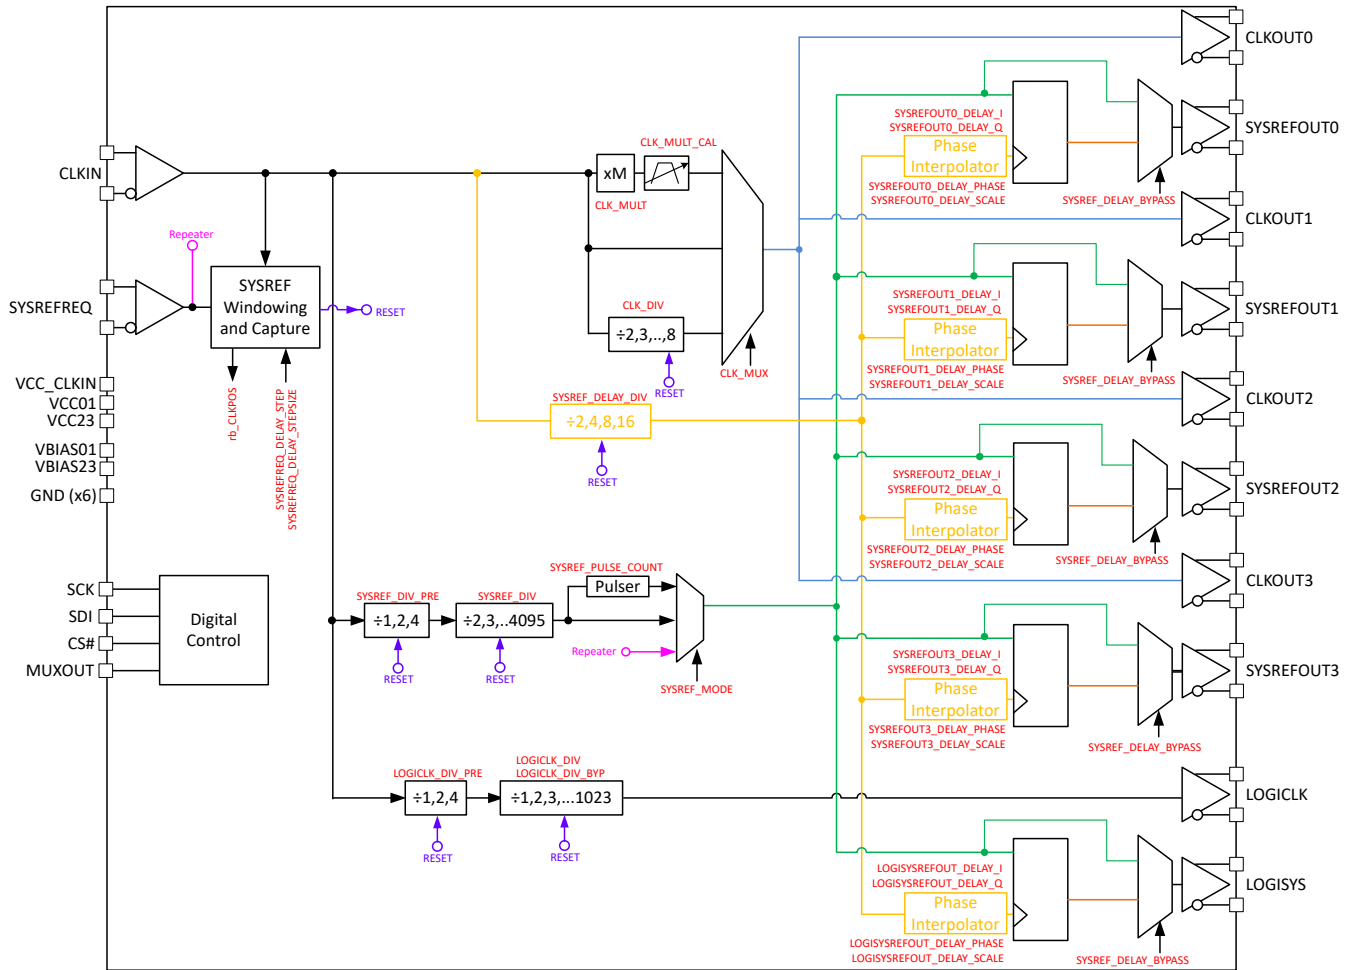 CLKOUT0
SYSREFOUT0_DELAY_I
SYSREFOUT0_DELAY_Q
Phase
Interpolator
SYSREFOUT0_DELAY_PHASE
SYSREFOUT0_DELAY_SCALE
SYSREF_DELAY_BYPASS
SYSREFOUT0
CLKIN
CLK_MULT_CAL
xM
CLK_MULT
CLKOUT1
Repeater
SYSREFREQ
SYSREF
Windowing
and Capture
RESET
rb_CLKPOS
SYSREFREQ_DELAY_STEP
SYSREFREQ_DELAY_STEPSIZE
CLK_DIV
÷2,3,..,8
RESET
CLK_MUX
SYSREFOUT1_DELAY_I
SYSREFOUT1_DELAY_Q
Phase
Interpolator
SYSREFOUT1_DELAY_PHASE
SYSREFOUT1_DELAY_SCALE
SYSREF_DELAY_BYPASS
SYSREFOUT1
VCC_CLKIN
VCC01
VCC23
VBIAS01
VBIAS23
GND (x6)
SYSREF_DELAY_DIV
÷2,4,8,16
RESET
CLKOUT2
SYSREFOUT2_DELAY_I
SYSREFOUT2_DELAY_Q
Phase
Interpolator
SYSREFOUT2_DELAY_PHASE
SYSREFOUT2_DELAY_SCALE
SYSREF_DELAY_BYPASS
SYSREFOUT2
CLKOUT3
SCK
SDI
CS#
MUXOUT
Digital
Control
SYSREF_DIV_PRE
÷1,2,4
RESET
SYSREF_DIV
÷2,3,..4095
RESET
SYSREF_PULSE_COUNT
Pulser
Repeater
SYSREF_MODE
SYSREFOUT3_DELAY_I
SYSREFOUT3_DELAY_Q
Phase
Interpolator
SYSREFOUT3_DELAY_PHASE
SYSREFOUT3_DELAY_SCALE
SYSREF_DELAY_BYPASS
SYSREFOUT3
LOGICLK_DIV_PRE
÷1,2,4
RESET
LOGICLK_DIV
LOGICLK_DIV_BYP
÷1,2,3,...1023
RESET
LOGICLK
LOGISYSREFOUT_DELAY_I
LOGISYSREFOUT_DELAY_Q
Phase
Interpolator
LOGISYSREFOUT_DELAY_PHASE
LOGISYSREFOUT_DELAY_SCALE
SYSREF_DELAY_BYPASS
LOGISYS